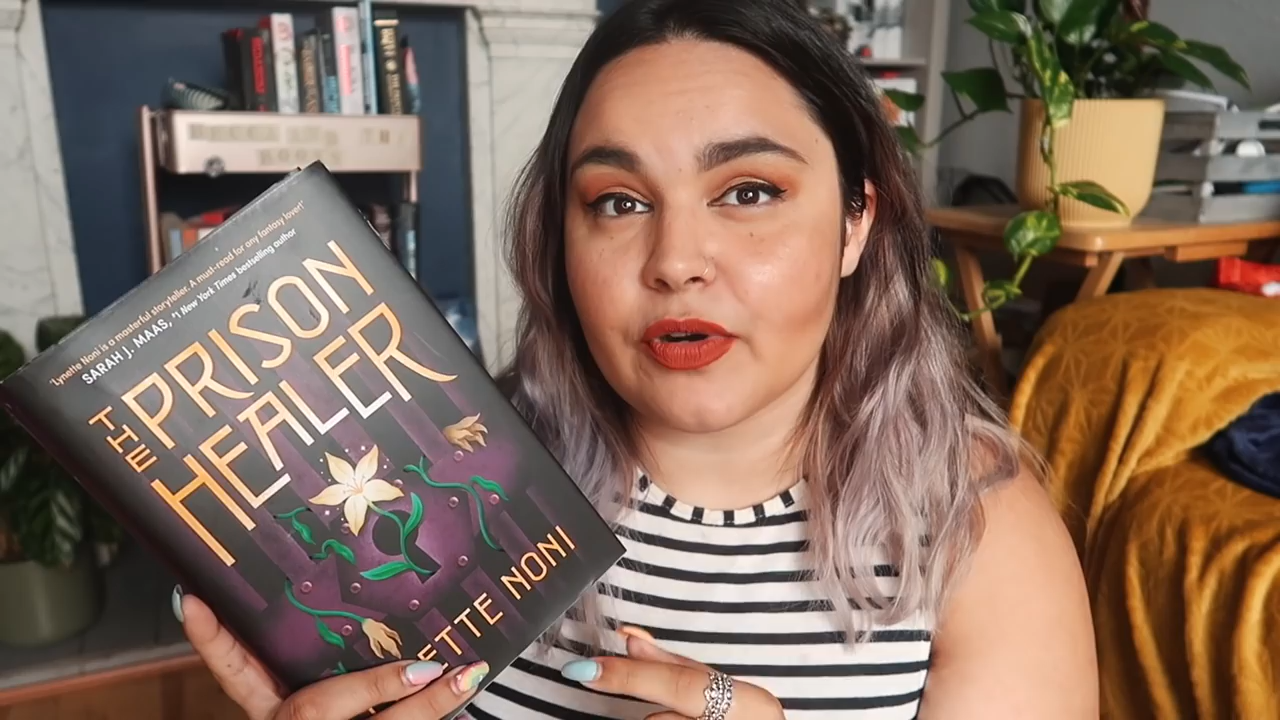 'Lynette Noni is a masterful storyteller. A must-read for any fantasy lover!'
SARAH J. MAAS, #1 New York Times bestselling author
THE
PRISON
HEALER
ETTE NONI